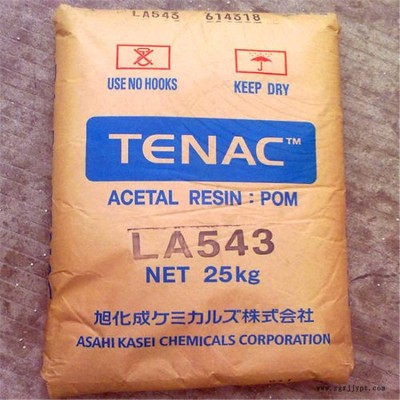 LA543 614318
USE NO HOOKS KEEP DRY
TENAC™
ACETAL RESIN : POM
LA543
NET 25kg
旭化成ケミカルズ株式会社
ASAHI KASEI CHEMICALS CORPORATION